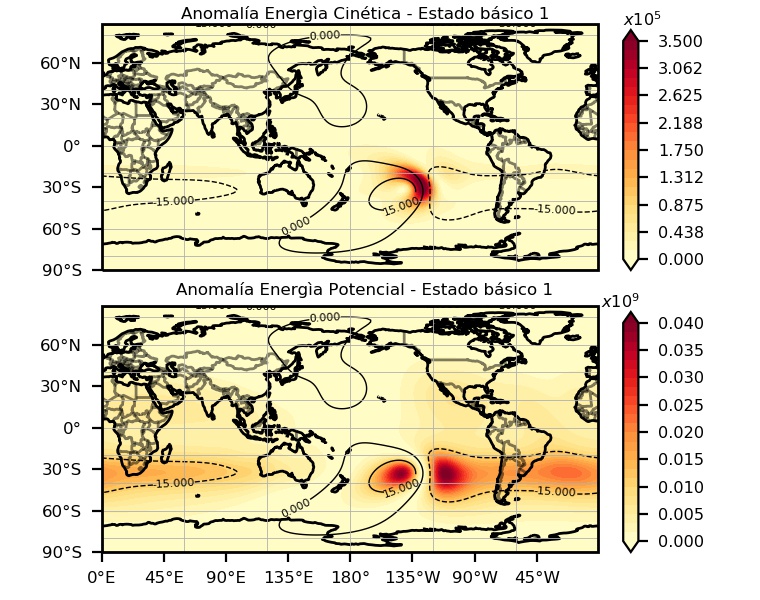 Anomalía Energìa Cinética - Estado básico 1
x10⁵
60°N
30°N
0°
30°S
60°S
90°S
0.000
-15.000
0.000
15.000
-15.000
3.500
3.062
2.625
2.188
1.750
1.312
0.875
0.438
0.000
Anomalía Energìa Potencial - Estado básico 1
x10⁹
60°N
30°N
0°
30°S
60°S
90°S
0.000
-15.000
0.000
15.000
-15.000
0.040
0.035
0.030
0.025
0.020
0.015
0.010
0.005
0.000
0°E
45°E
90°E
135°E
180°
135°W
90°W
45°W